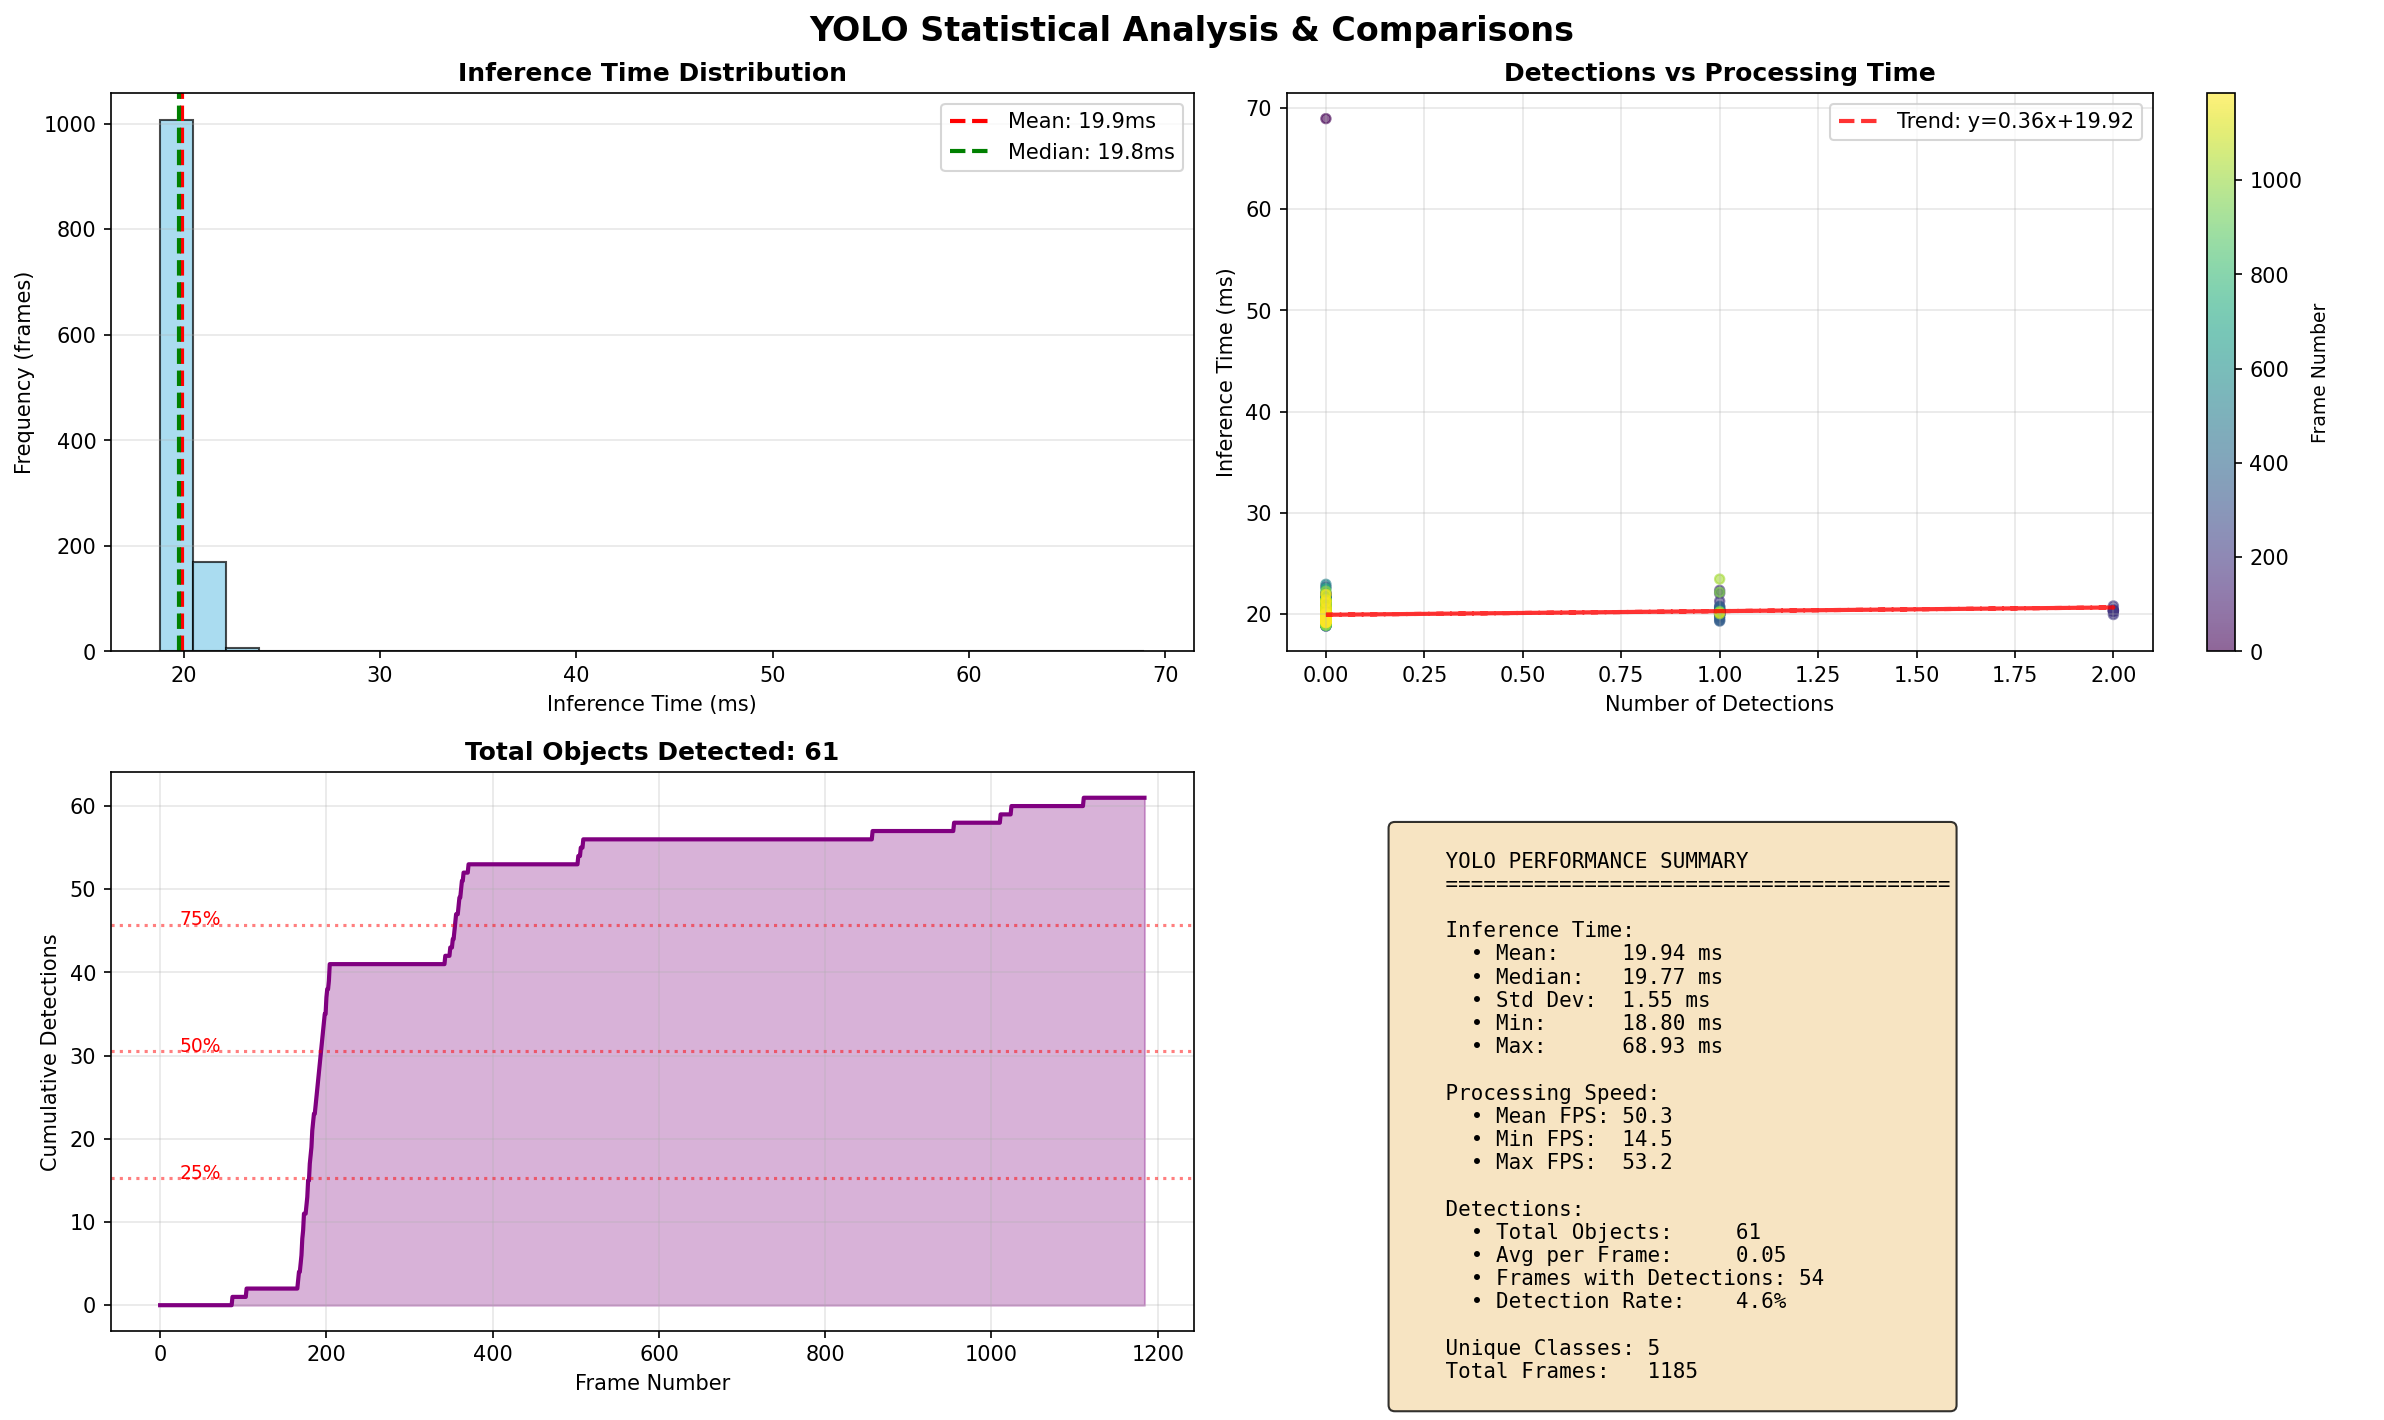 YOLO Statistical Analysis & Comparisons
Inference Time Distribution
Frequency (frames)
1000
800
600
400
200
0
Mean: 19.9ms
Median: 19.8ms
20 30 40 50 60 70
Inference Time (ms)
Detections vs Processing Time
Inference Time (ms)
70
60
50
40
30
20
Trend: y=0.36x+19.92
0.00 0.25 0.50 0.75 1.00 1.25 1.50 1.75 2.00
Number of Detections
1000
800
600
400
200
0
Frame Number
Total Objects Detected: 61
Cumulative Detections
60
50
40
30
20
10
0
75%
50%
25%
0 200 400 600 800 1000 1200
Frame Number
YOLO PERFORMANCE SUMMARY
========================================
Inference Time:
• Mean: 19.94 ms
• Median: 19.77 ms
• Std Dev: 1.55 ms
• Min: 18.80 ms
• Max: 68.93 ms
Processing Speed:
• Mean FPS: 50.3
• Min FPS: 14.5
• Max FPS: 53.2
Detections:
• Total Objects: 61
• Avg per Frame: 0.05
• Frames with Detections: 54
• Detection Rate: 4.6%
Unique Classes: 5
Total Frames: 1185